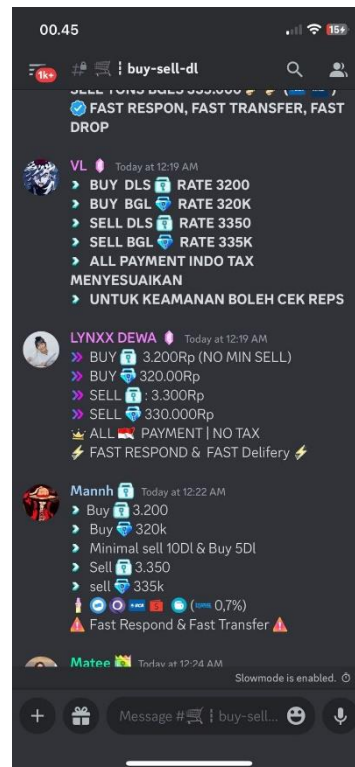 00.45
15
1k+
# buy-sell-dl
SELL TONS BGLS 335.000
FAST RESPON, FAST TRANSFER, FAST
DROP
VL Today at 12:19 AM
> BUY DLS RATE 3200
> BUY BGL RATE 320K
> SELL DLS RATE 3350
> SELL BGL RATE 335K
> ALL PAYMENT INDO TAX
MENYESUAIKAN
> UNTUK KEAMANAN BOLEH CEK REPS
LYNXX DEWA Today at 12:19 AM
» BUY 3.200Rp (NO MIN SELL)
» BUY 320.00Rp
» SELL : 3.300Rp
» SELL 330.000Rp
ALL PAYMENT | NO TAX
FAST RESPOND & FAST Delifery
Mannh Today at 12:22 AM
> Buy 3.200
> Buy 320k
> Minimal sell 10Dl & Buy 5Dl
> Sell 3.350
> sell 335k
( 0,7%)
Fast Respond & Fast Transfer
Matee Today at 12:24 AM
Slowmode is enabled.
Message # buy-sell...